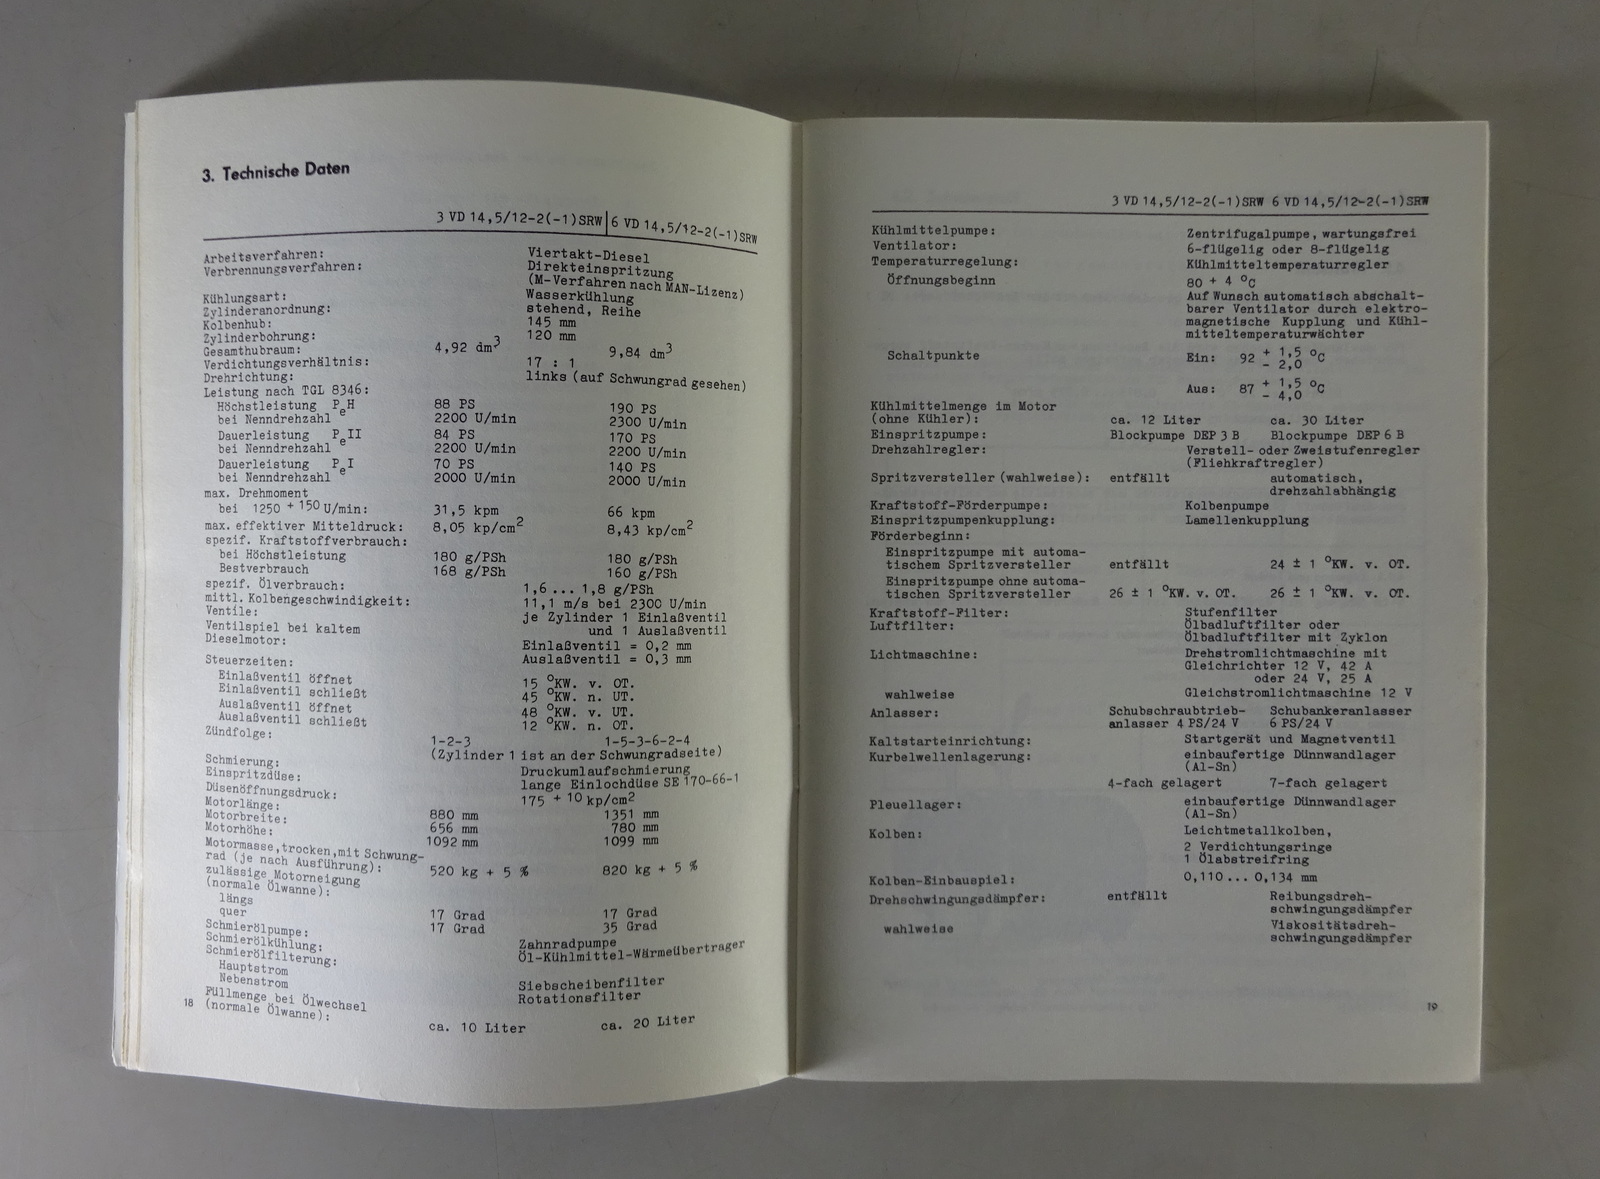 3. Technische Daten
3 VD 14,5/12-2(-1)SRW 6 VD 14,5/12-2(-1)SRW
Arbeitsverfahren: Viertakt-Diesel
Verbrennungsverfahren: Direkteinspritzung
(M-Verfahren nach MAN-Lizenz)
Kühlungsart: Wasserkühlung
Zylinderanordnung: stehend, Reihe
Kolbenhub: 145 mm
Zylinderbohrung: 120 mm
Gesamthubraum: 4,92 dm³ 9,84 dm³
Verdichtungsverhältnis: 17 : 1
Drehrichtung: links (auf Schwungrad gesehen)
Leistung nach TGL 8346:
Höchstleistung PeH 88 PS 190 PS
bei Nenndrehzahl 2200 U/min 2300 U/min
Dauerleistung PeII 84 PS 170 PS
bei Nenndrehzahl 2200 U/min 2200 U/min
Dauerleistung PeI 70 PS 140 PS
bei Nenndrehzahl 2000 U/min 2000 U/min
max. Drehmoment
bei 1250 + 150 U/min: 31,5 kpm 66 kpm
max. effektiver Mitteldruck: 8,05 kp/cm² 8,43 kp/cm²
spezif. Kraftstoffverbrauch:
bei Höchstleistung 180 g/PSh 180 g/PSh
Bestverbrauch 168 g/PSh 160 g/PSh
spezif. Ölverbrauch: 1,6 ... 1,8 g/PSh
mittl. Kolbengeschwindigkeit: 11,1 m/s bei 2300 U/min
Ventile: je Zylinder 1 Einlaßventil
und 1 Auslaßventil
Ventilspiel bei kaltem
Dieselmotor: Einlaßventil = 0,2 mm
Auslaßventil = 0,3 mm
Steuerzeiten:
Einlaßventil öffnet 15 °KW. v. OT.
Einlaßventil schließt 45 °KW. n. UT.
Auslaßventil öffnet 48 °KW. v. UT.
Auslaßventil schließt 12 °KW. n. OT.
Zündfolge: 1-2-3 1-5-3-6-2-4
(Zylinder 1 ist an der Schwungradseite)
Schmierung: Druckumlaufschmierung
Einspritzdüse: lange Einlochdüse SE 170-66-1
Düsenöffnungsdruck: 175 + 10 kp/cm²
Motorlänge: 880 mm 1351 mm
Motorbreite: 656 mm 780 mm
Motorhöhe: 1092 mm 1099 mm
Motormasse,trocken,mit Schwung-
rad (je nach Ausführung): 520 kg + 5 % 820 kg + 5 %
zulässige Motorneigung
(normale Ölwanne):
längs 17 Grad 17 Grad
quer 17 Grad 35 Grad
Schmierölpumpe: Zahnradpumpe
Schmierölkühlung: Öl-Kühlmittel-Wärmeübertrager
Schmierölfilterung:
Hauptstrom Siebscheibenfilter
Nebenstrom Rotationsfilter
Füllmenge bei Ölwechsel
(normale Ölwanne): ca. 10 Liter ca. 20 Liter
18
3 VD 14,5/12-2(-1)SRW 6 VD 14,5/12-2(-1)SRW
Kühlmittelpumpe: Zentrifugalpumpe, wartungsfrei
Ventilator: 6-flügelig oder 8-flügelig
Temperaturregelung: Kühlmitteltemperaturregler
Öffnungsbeginn 80 + 4 °C
Auf Wunsch automatisch abschalt-
barer Ventilator durch elektro-
magnetische Kupplung und Kühl-
mitteltemperaturwächter
Schaltpunkte Ein: 92 + 1,5 - 2,0 °C
Aus: 87 + 1,5 - 4,0 °C
Kühlmittelmenge im Motor
(ohne Kühler): ca. 12 Liter ca. 30 Liter
Einspritzpumpe: Blockpumpe DEP 3 B Blockpumpe DEP 6 B
Drehzahlregler: Verstell- oder Zweistufenregler
(Fliehkraftregler)
Spritzversteller (wahlweise): entfällt automatisch,
drehzahlabhängig
Kraftstoff-Förderpumpe: Kolbenpumpe
Einspritzpumpenkupplung: Lamellenkupplung
Förderbeginn:
Einspritzpumpe mit automa-
tischem Spritzversteller entfällt 24 ± 1 °KW. v. OT.
Einspritzpumpe ohne automa-
tischen Spritzversteller 26 ± 1 °KW. v. OT. 26 ± 1 °KW. v. OT.
Kraftstoff-Filter: Stufenfilter
Luftfilter: Ölbadluftfilter oder
Ölbadluftfilter mit Zyklon
Lichtmaschine: Drehstromlichtmaschine mit
Gleichrichter 12 V, 42 A
oder 24 V, 25 A
wahlweise Gleichstromlichtmaschine 12 V
Anlasser: Schubschraubtrieb- Schubankeranlasser
anlasser 4 PS/24 V 6 PS/24 V
Kaltstarteinrichtung: Startgerät und Magnetventil
Kurbelwellenlagerung: einbaufertige Dünnwandlager
(Al-Sn)
4-fach gelagert 7-fach gelagert
Pleuellager: einbaufertige Dünnwandlager
(Al-Sn)
Kolben: Leichtmetallkolben,
2 Verdichtungsringe
1 Ölabstreifring
Kolben-Einbauspiel: 0,110 ... 0,134 mm
Drehschwingungsdämpfer: entfällt Reibungsdreh-
schwingungsdämpfer
wahlweise Viskositätsdreh-
schwingungsdämpfer
19